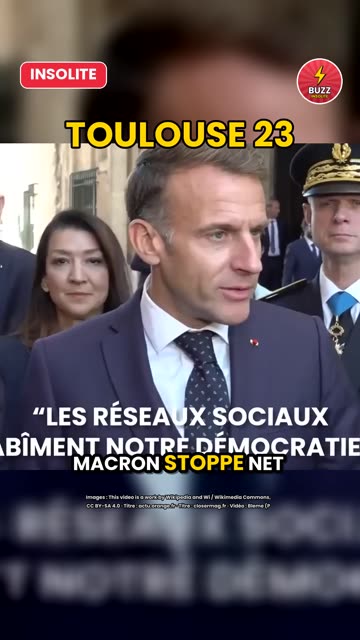 INSOLITE
BUZZ
INSOLITE
TOULOUSE 23
“LES RÉSEAUX SOCIAUX
ABÎMENT NOTRE DÉMOCRATIE
MACRON STOPPE NET
Images : This video is a work by Wikipedia and Wi / Wikimedia Commons,
CC BY-SA 4.0 · Titre : actu.orange.fr · Titre : closermag.fr · Vidéo : Bleme (P